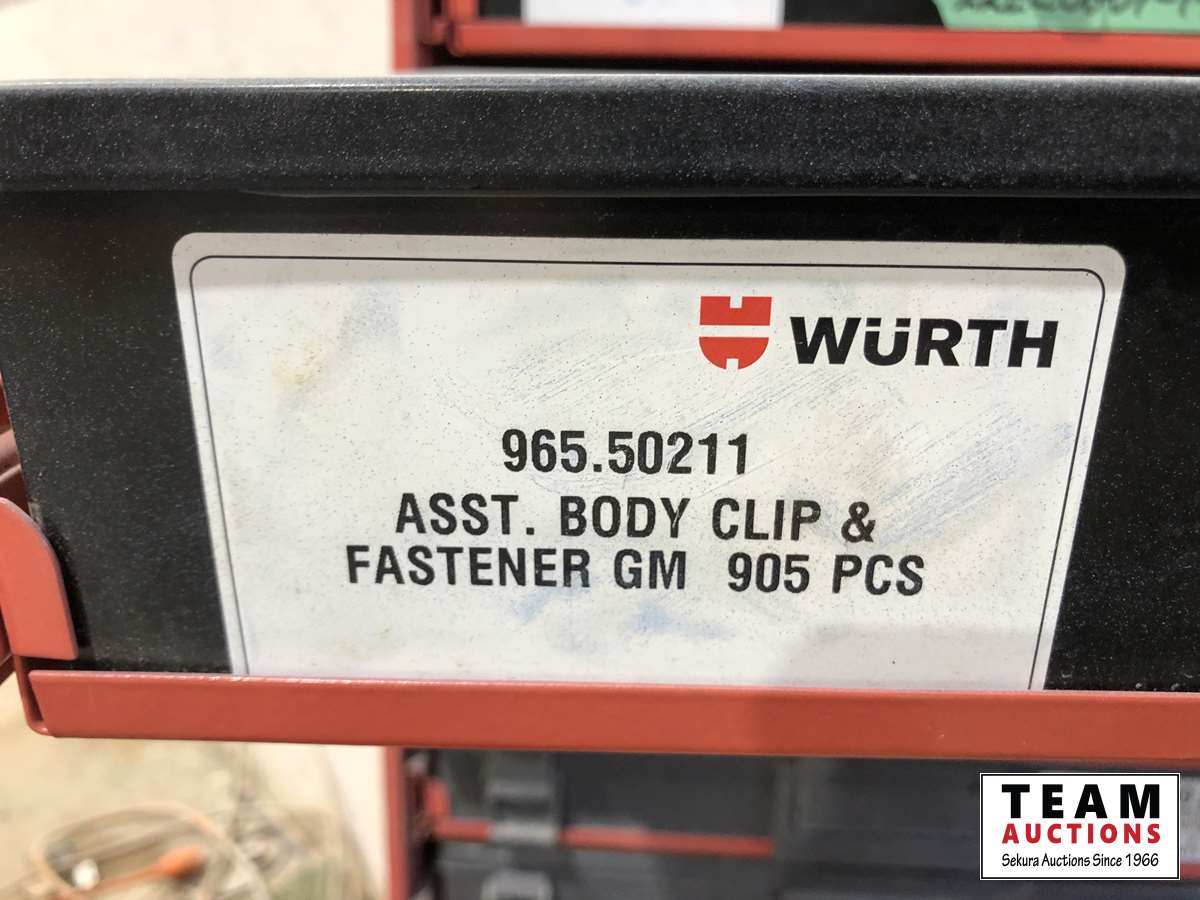 WÜRTH
965.50211
ASST. BODY CLIP &
FASTENER GM 905 PCS
TEAM
AUCTIONS
Sekura Auctions Since 1966